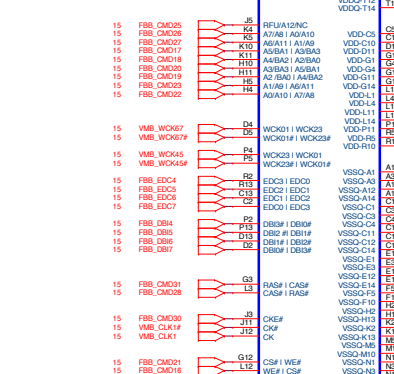 VDDQ-T14
15 FBB_CMD25 J5 RFU/A12/NC
15 FBB_CMD26 K4 A7/A8 | A0/A10 VDD-C5
15 FBB_CMD27 K5 A6/A11 | A1/A9 VDD-C10
15 FBB_CMD17 K10 A5/BA1 | A3/BA3 VDD-D11
15 FBB_CMD18 K11 A4/BA2 | A2/BA0 VDD-G1
15 FBB_CMD20 H10 A3/BA3 | A5/BA1 VDD-G4
15 FBB_CMD19 H11 A2 /BA0 | A4/BA2 VDD-G11
15 FBB_CMD23 H5 A1/A9 | A6/A11 VDD-G14
15 FBB_CMD22 H4 A0/A10 | A7/A8 VDD-L1
VDD-L4
VDD-L11
VDD-L14
15 VMB_WCK67 D4 WCK01 | WCK23 VDD-P11
15 VMB_WCK67# D5 WCK01# | WCK23# VDD-R5
VDD-R10
15 VMB_WCK45 P4 WCK23 | WCK01
15 VMB_WCK45# P5 WCK23# | WCK01#
VSSQ-A1
15 FBB_EDC4 R2 EDC3 | EDC0 VSSQ-A3
15 FBB_EDC5 R13 EDC2 | EDC1 VSSQ-A12
15 FBB_EDC6 C13 EDC1 | EDC2 VSSQ-A14
15 FBB_EDC7 C2 EDC0 | EDC3 VSSQ-C1
VSSQ-C3
15 FBB_DBI4 P2 DBI3# | DBI0# VSSQ-C4
15 FBB_DBI5 P13 DBI2# | DBI1# VSSQ-C11
15 FBB_DBI6 D13 DBI1# | DBI2# VSSQ-C12
15 FBB_DBI7 D2 DBI0# | DBI3# VSSQ-C14
VSSQ-E1
VSSQ-E3
VSSQ-E12
15 FBB_CMD31 G3 RAS# | CAS# VSSQ-E14
15 FBB_CMD28 L3 CAS# | RAS# VSSQ-F5
VSSQ-F10
VSSQ-H2
15 FBB_CMD30 J3 CKE# VSSQ-H13
15 VMB_CLK1# J11 CK# VSSQ-K2
15 VMB_CLK1 J12 CK VSSQ-K13
VSSQ-M5
VSSQ-M10
15 FBB_CMD21 G12 CS# | WE# VSSQ-N1
15 FBB_CMD16 L12 WE# | CS# VSSQ-N3